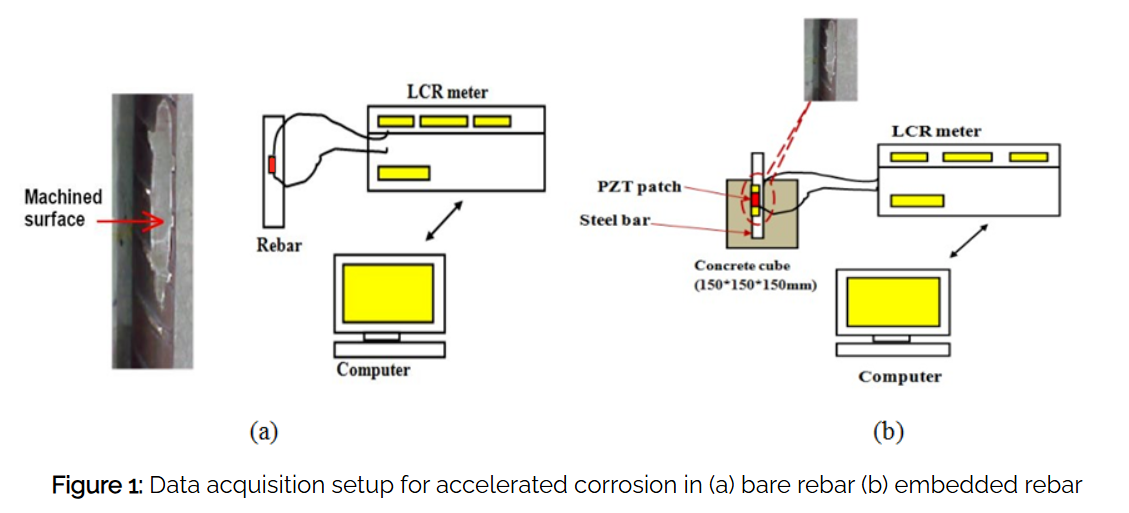 LCR meter
Machined
surface
Rebar
Computer
(a)
LCR meter
PZT patch
Steel bar
Concrete cube
(150*150*150mm)
Computer
(b)
Figure 1: Data acquisition setup for accelerated corrosion in (a) bare rebar (b) embedded rebar